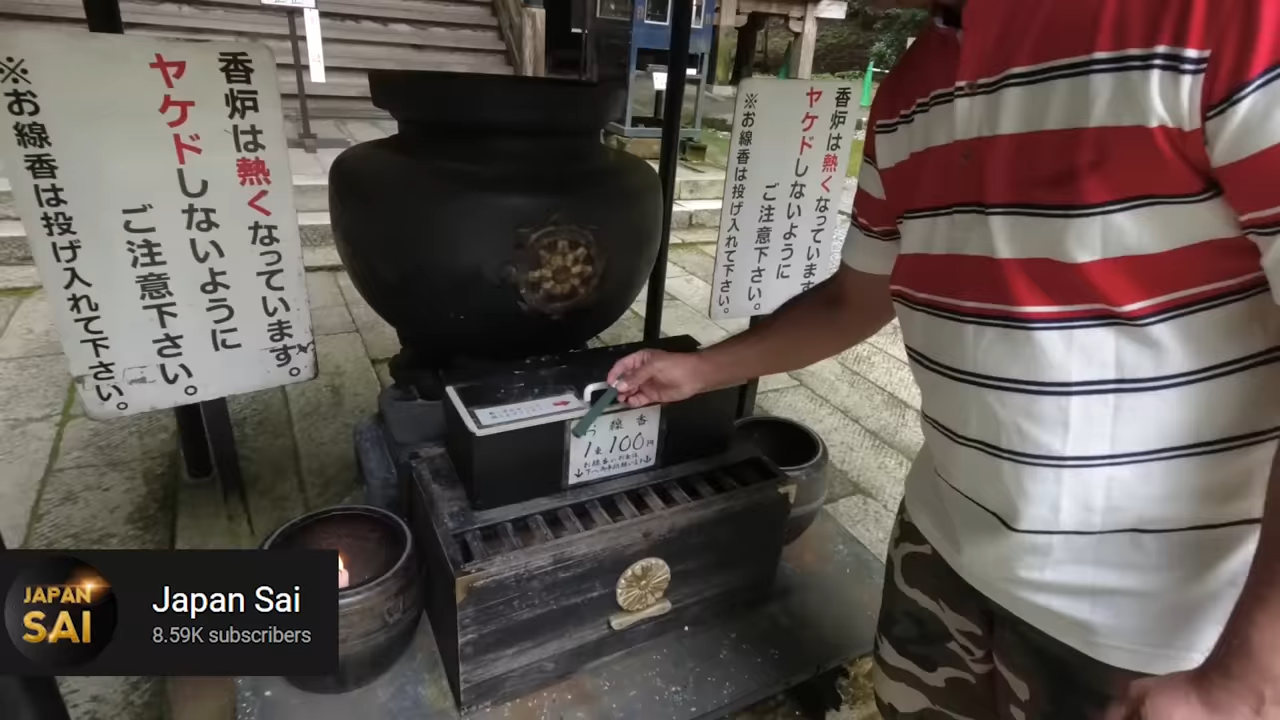 香炉は熱くなっています。
ヤケドしないように
ご注意下さい。
※お線香は投げ入れて下さい。
香炉は熱くなっています
ヤケドしないように
ご注意下さい。
※お線香は投げ入れて下さい。
お線香
1束100円
JAPAN
SAI
Japan Sai
8.59K subscribers